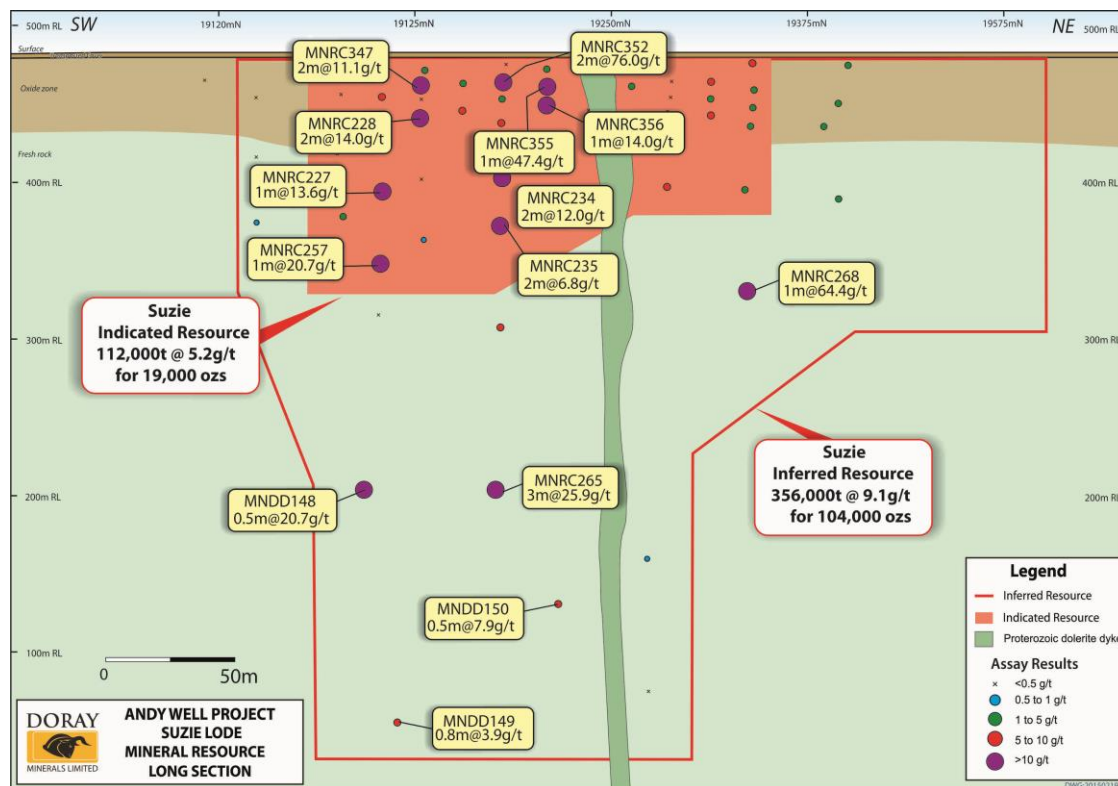 500m RL
SW
19120mN
19125mN
19250mN
19375mN
19575mN
NE
500m RL
Surface
Oxide zone
Fresh rock
MNRC347
2m@11.1g/t
MNRC352
2m@76.0g/t
MNRC228
2m@14.0g/t
MNRC355
1m@47.4g/t
MNRC356
1m@14.0g/t
400m RL
400m RL
MNRC227
1m@13.6g/t
MNRC234
2m@12.0g/t
MNRC257
1m@20.7g/t
MNRC235
2m@6.8g/t
MNRC268
1m@64.4g/t
Suzie
Indicated Resource
112,000t @ 5.2g/t
for 19,000 ozs
300m RL
300m RL
Suzie
Inferred Resource
356,000t @ 9.1g/t
for 104,000 ozs
200m RL
200m RL
MNDD148
0.5m@20.7g/t
MNRC265
3m@25.9g/t
MNDD150
0.5m@7.9g/t
100m RL
0
50m
MNDD149
0.8m@3.9g/t
DORAY
MINERALS LIMITED
ANDY WELL PROJECT
SUZIE LODE
MINERAL RESOURCE
LONG SECTION
Legend
Inferred Resource
Indicated Resource
Proterozoic dolerite dyke
Assay Results
<0.5 g/t
0.5 to 1 g/t
1 to 5 g/t
5 to 10 g/t
>10 g/t